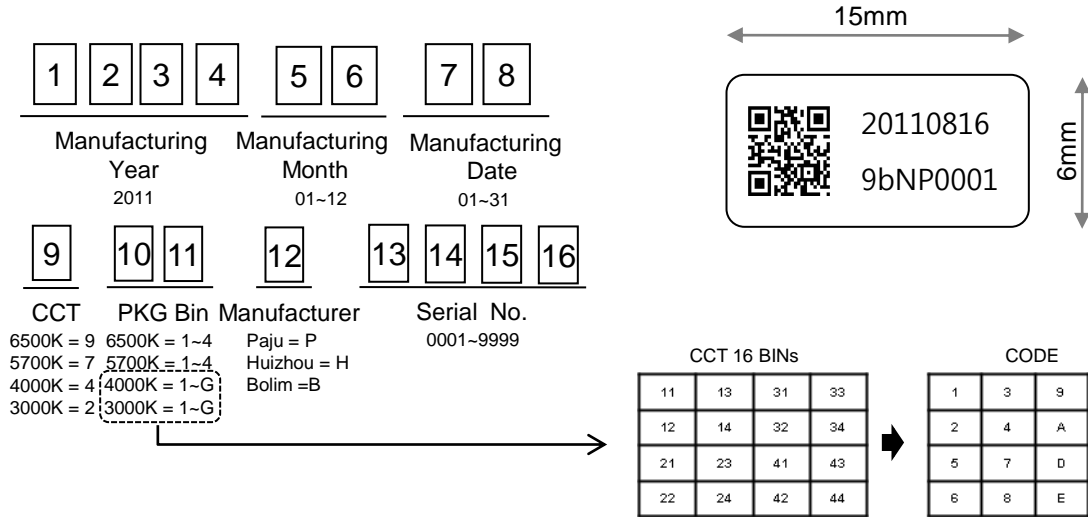 15mm
1 2 3 4 5 6 7 8
Manufacturing Year
2011
Manufacturing Month
01~12
Manufacturing Date
01~31
20110816
9bNP0001
6mm
9 10 11 12 13 14 15 16
CCT
6500K = 9
5700K = 7
4000K = 4
3000K = 2
PKG Bin
6500K = 1~4
5700K = 1~4
4000K = 1~G
3000K = 1~G
Manufacturer
Paju = P
Huizhou = H
Bolim =B
Serial No.
0001~9999
CCT 16 BINs
11 13 31 33
12 14 32 34
21 23 41 43
22 24 42 44
CODE
1 3 9
2 4 A
5 7 D
6 8 E